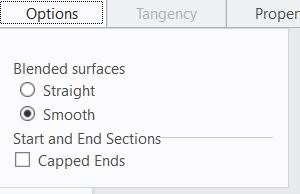 Options Tangency Proper
Blended surfaces
Straight
Smooth
Start and End Sections
Capped Ends